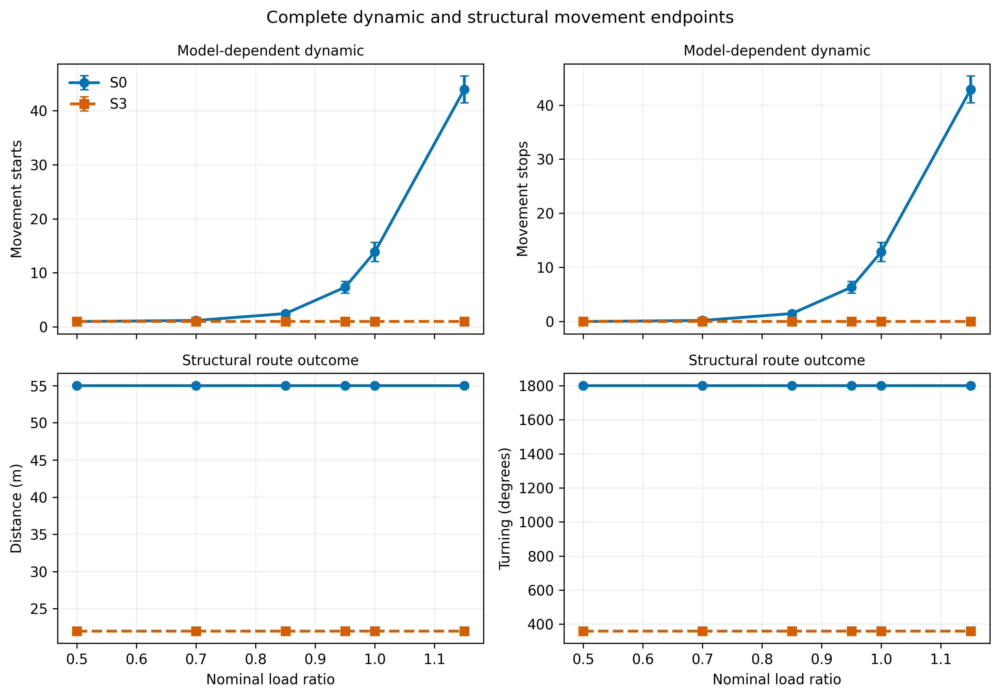 Complete dynamic and structural movement endpoints
Model-dependent dynamic
Movement starts
40
30
20
10
0
S0
S3
Model-dependent dynamic
Movement stops
40
30
20
10
0
Structural route outcome
Distance (m)
55
50
45
40
35
30
25
0.5 0.6 0.7 0.8 0.9 1.0 1.1
Nominal load ratio
Structural route outcome
Turning (degrees)
1800
1600
1400
1200
1000
800
600
400
0.5 0.6 0.7 0.8 0.9 1.0 1.1
Nominal load ratio